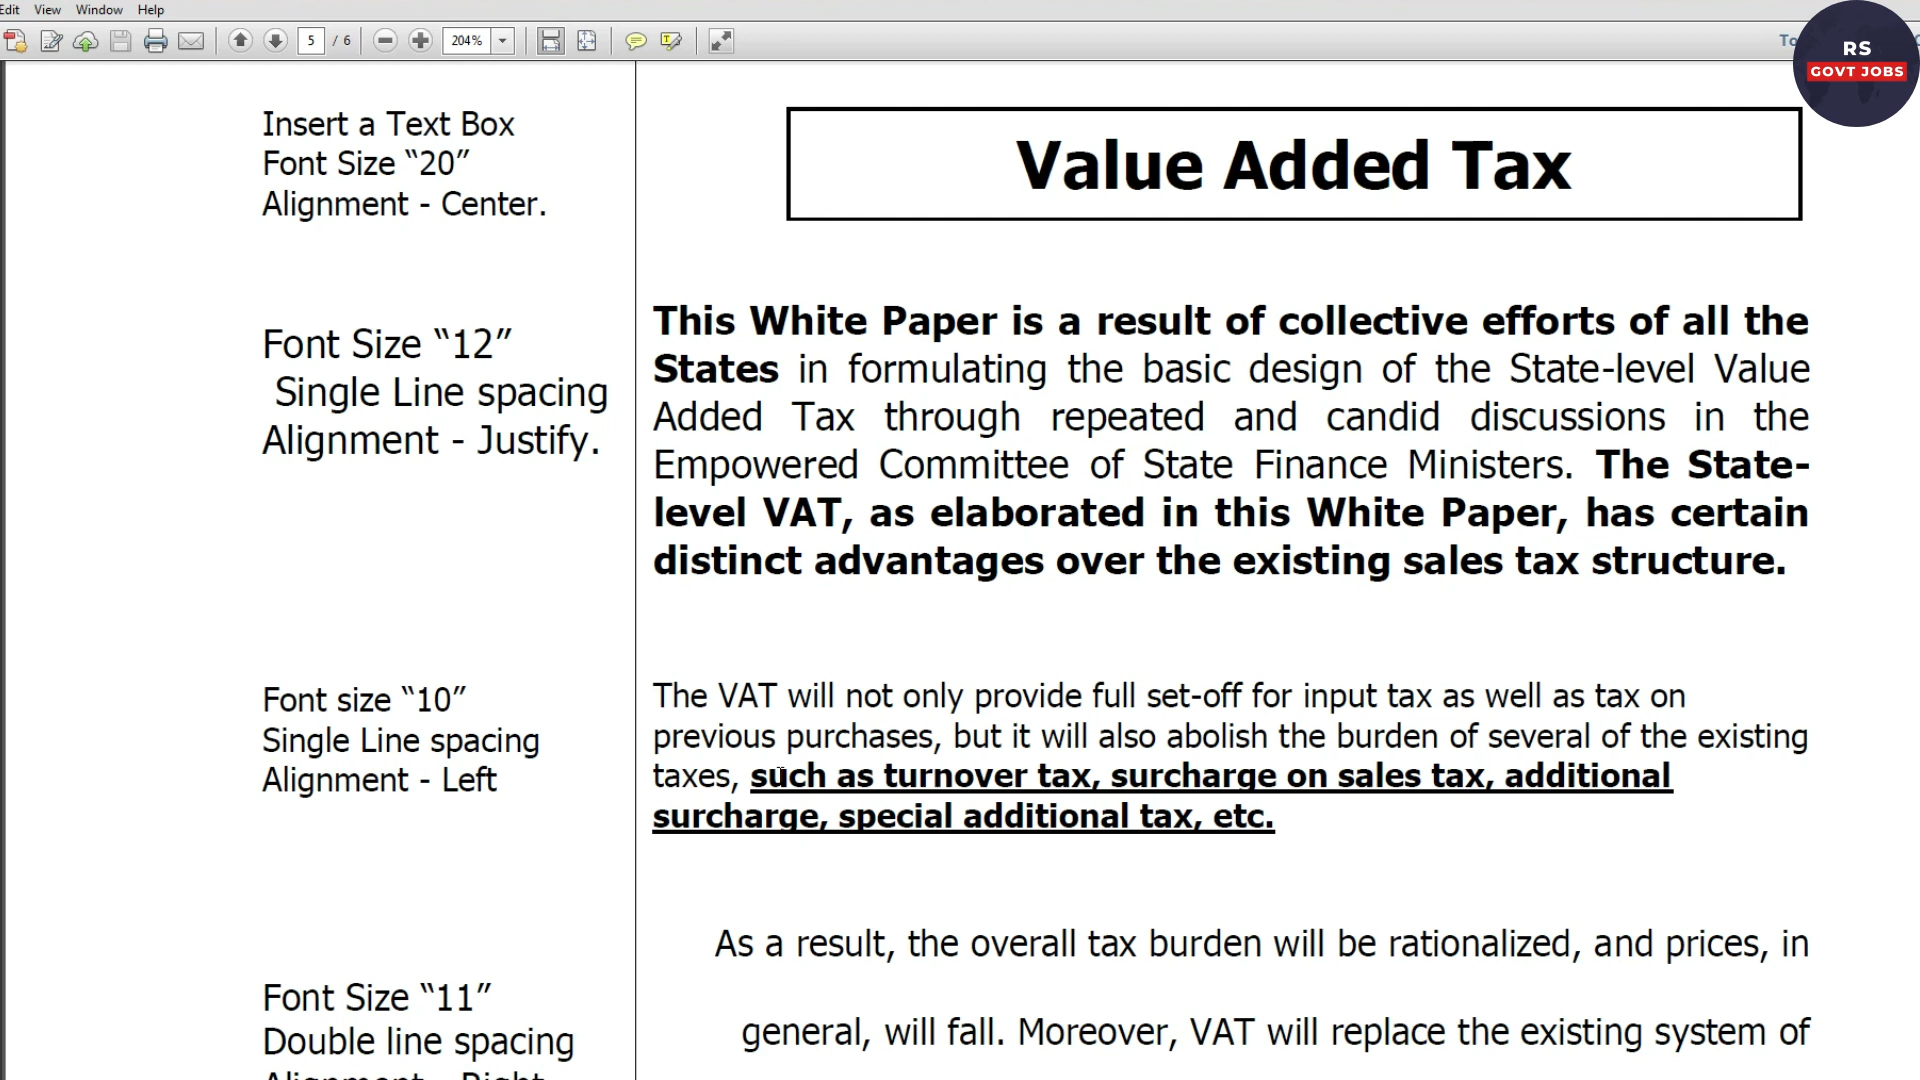 Edit View Window Help
5 / 6 204%
To
RS
GOVT JOBS
Insert a Text Box
Font Size “20”
Alignment - Center.
Value Added Tax
Font Size “12”
Single Line spacing
Alignment - Justify.
This White Paper is a result of collective efforts of all the
States in formulating the basic design of the State-level Value
Added Tax through repeated and candid discussions in the
Empowered Committee of State Finance Ministers. The State-
level VAT, as elaborated in this White Paper, has certain
distinct advantages over the existing sales tax structure.
Font size “10”
Single Line spacing
Alignment - Left
The VAT will not only provide full set-off for input tax as well as tax on
previous purchases, but it will also abolish the burden of several of the existing
taxes, such as turnover tax, surcharge on sales tax, additional
surcharge, special additional tax, etc.
Font Size “11”
Double line spacing
Alignment - Right
As a result, the overall tax burden will be rationalized, and prices, in
general, will fall. Moreover, VAT will replace the existing system of